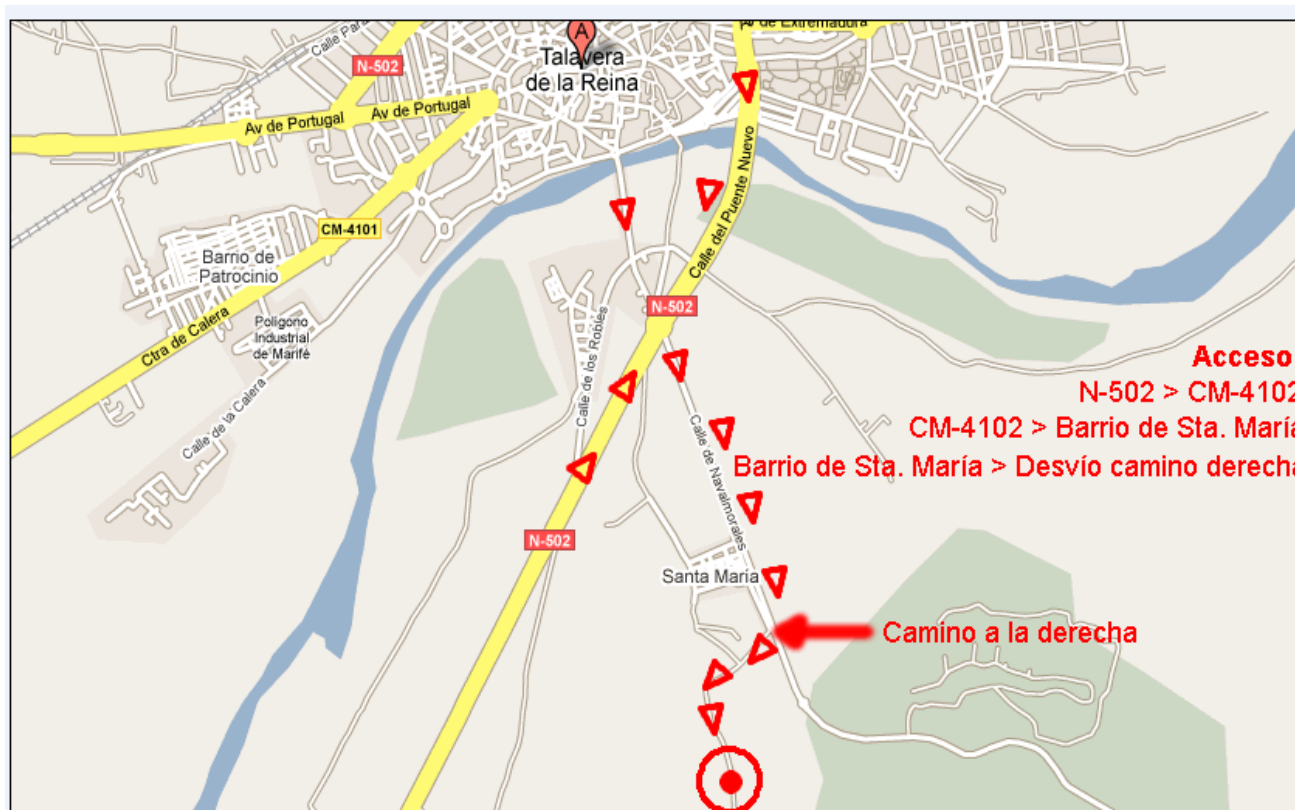 Av de Extremadura
Calle Para
N-502
A
Talavera
de la Reina
Av de Portugal
Av de Portugal
Calle del Puente Nuevo
CM-4101
Barrio de
Patrocinio
Ctra de Calera
Polígono
Industrial
de Marifé
Calle de la Calera
Calle de los Robles
N-502
Acceso
N-502 > CM-4102
CM-4102 > Barrio de Sta. María
Barrio de Sta. María > Desvío camino derecha
Calle de Navalmorales
N-502
Santa María
Camino a la derecha